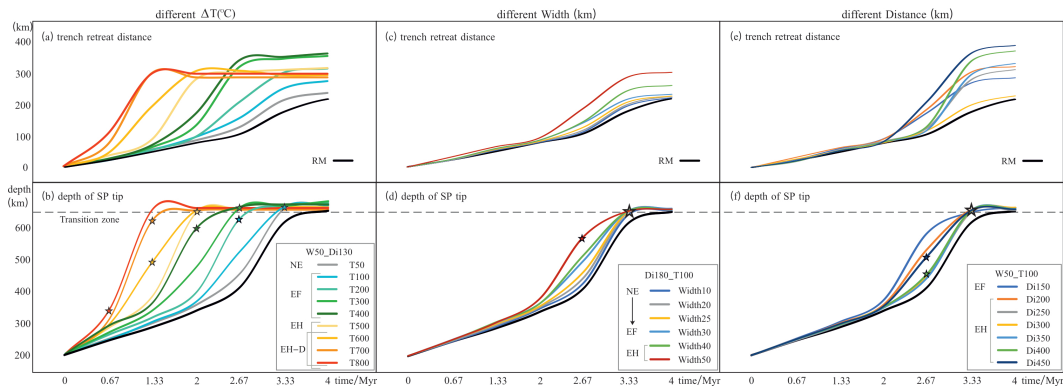 different ΔT(℃)
different Width (km)
different Distance (km)
(km)
(a) trench retreat distance
(c) trench retreat distance
(e) trench retreat distance
400
300
200
100
0
RM
RM
RM
depth
(km)
(b) depth of SP tip
(d) depth of SP tip
(f) depth of SP tip
Transition zone
600
500
400
300
200
W50_Di130
NE
T50
T100
EF
T200
T300
T400
EH
T500
T600
EH-D
T700
T800
Di180_T100
NE
Width10
Width20
Width25
EF
Width30
EH
Width40
Width50
W50_T100
EF
Di150
Di200
Di250
EH
Di300
Di350
Di400
Di450
0 0.67 1.33 2 2.67 3.33 4 time/Myr
0 0.67 1.33 2 2.67 3.33 4 time/Myr
0 0.67 1.33 2 2.67 3.33 4 time/Myr